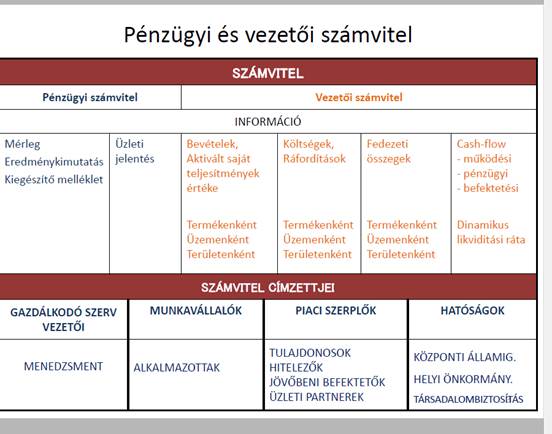 Pénzügyi és vezetői számvitel
SZÁMVITEL
Pénzügyi számvitel
Vezetői számvitel
INFORMÁCIÓ
Mérleg
Eredménykimutatás
Kiegészítő melléklet
Üzleti
jelentés
Bevételek,
Aktivált saját
teljesítmények
értéke
Termékenként
Üzemenként
Területenként
Költségek,
Ráfordítások
Termékenként
Üzemenként
Területenként
Fedezeti
összegek
Termékenként
Üzemenként
Területenként
Cash-flow
- működési
- pénzügyi
- befektetési
Dinamikus
likviditási ráta
SZÁMVITEL CÍMZETTJEI
GAZDÁLKODÓ SZERV
VEZETŐI
MUNKAVÁLLALÓK
PIACI SZERPLŐK
HATÓSÁGOK
MENEDZSMENT
ALKALMAZOTTAK
TULAJDONOSOK
HITELEZŐK
JÖVŐBENI BEFEKTETŐK
ÜZLETI PARTNEREK
KÖZPONTI ÁLLAMIG.
HELYI ÖNKORMÁNY.
TÁRSADALOMBIZTOSÍTÁS